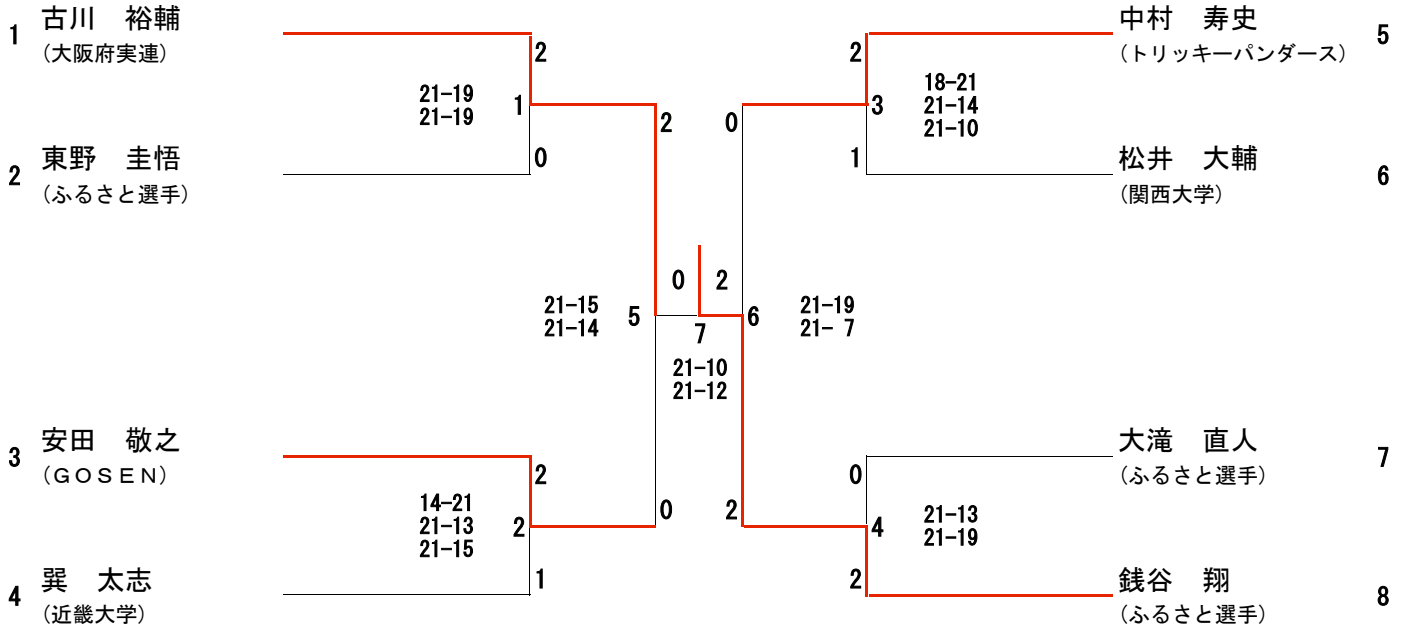 1 古川 裕輔
(大阪府実連)
2
21-19
21-19
1
0
2 東野 圭悟
(ふるさと選手)
2
21-15
21-14
5
3 安田 敬之
(GOSEN)
2
14-21
21-13
21-15
2
1
4 巽 太志
(近畿大学)
0
0 2
7
21-10
21-12
中村 寿史 5
(トリッキーパンダース)
2
3
18-21
21-14
21-10
1
松井 大輔 6
(関西大学)
0
6
21-19
21- 7
大滝 直人 7
(ふるさと選手)
0
4
21-13
21-19
2
2
銭谷 翔 8
(ふるさと選手)